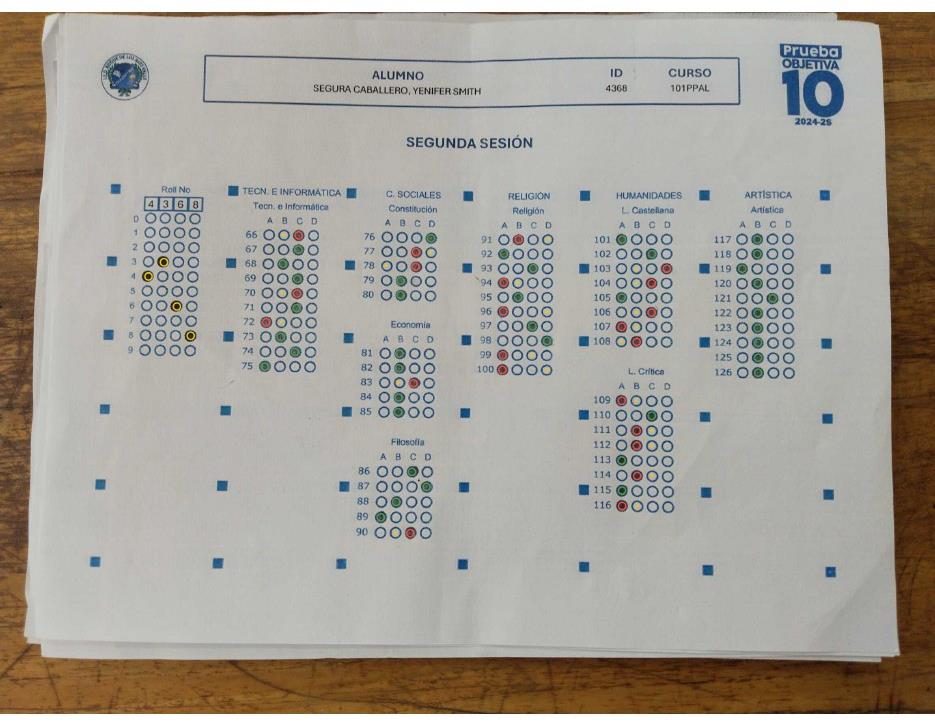 Prueba
OBJETIVA
10
2024-2S
ALUMNO ID CURSO
SEGURA CABALLERO, YENIFER SMITH 4368 101PPAL
SEGUNDA SESIÓN
Roll No
4 3 6 8
0
1
2
3
4
5
6
7
8
9
TECN. E INFORMÁTICA
Tecn. e Informática
A B C D
66
67
68
69
70
71
72
73
74
75
C. SOCIALES
Constitución
A B C D
76
77
78
79
80
Economía
A B C D
81
82
83
84
85
Filosofía
A B C D
86
87
88
89
90
RELIGIÓN
Religión
A B C D
91
92
93
94
95
96
97
98
99
100
HUMANIDADES
L. Castellana
A B C D
101
102
103
104
105
106
107
108
L. Crítica
A B C D
109
110
111
112
113
114
115
116
ARTÍSTICA
Artística
A B C D
117
118
119
120
121
122
123
124
125
126